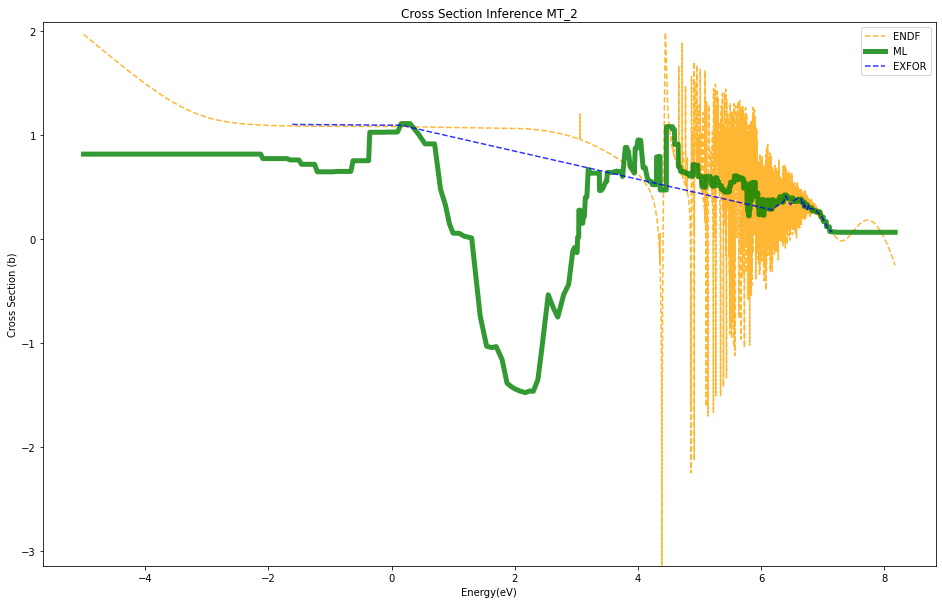 Cross Section Inference MT_2
ENDF
ML
EXFOR
Cross Section (b)
2
1
0
−1
−2
−3
−4
−2
0
2
4
6
8
Energy(eV)